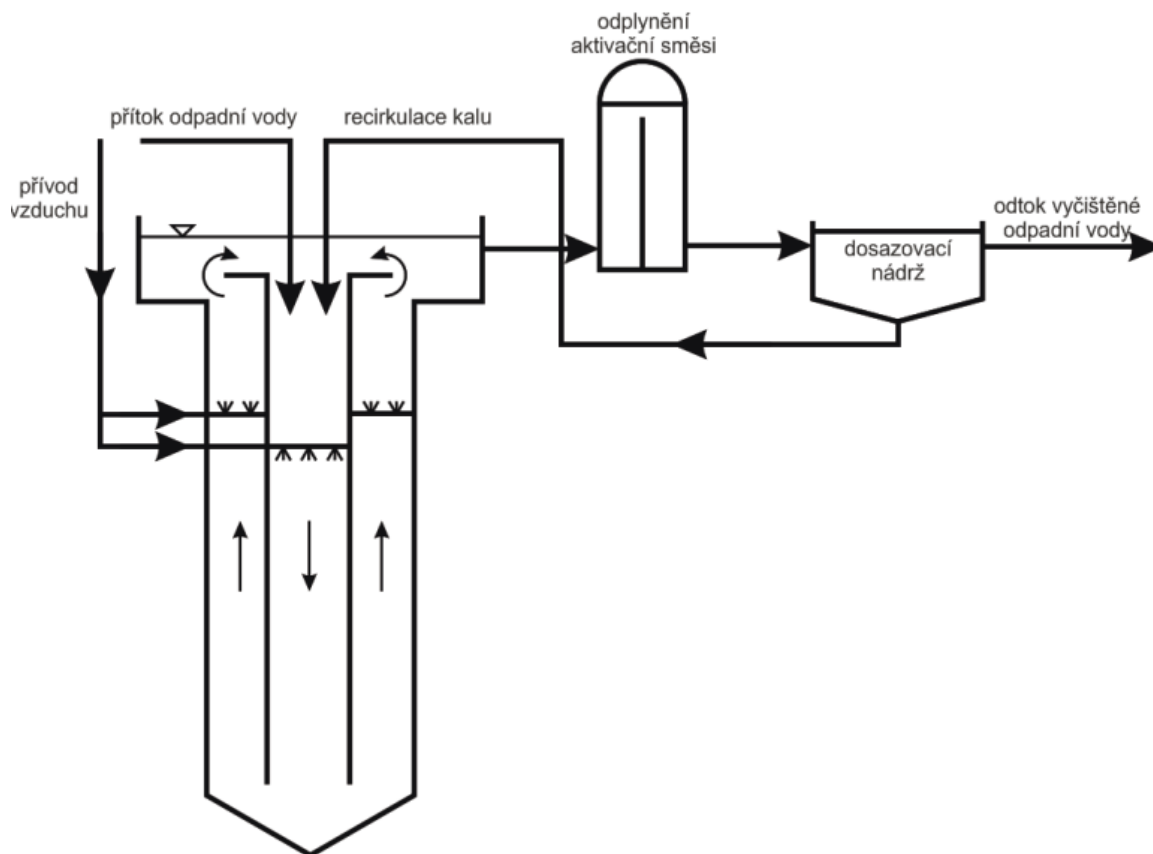 odplynění
aktivační směsi
přítok odpadní vody
recirkulace kalu
přívod
vzduchu
odtok vyčištěné
odpadní vody
dosazovací
nádrž